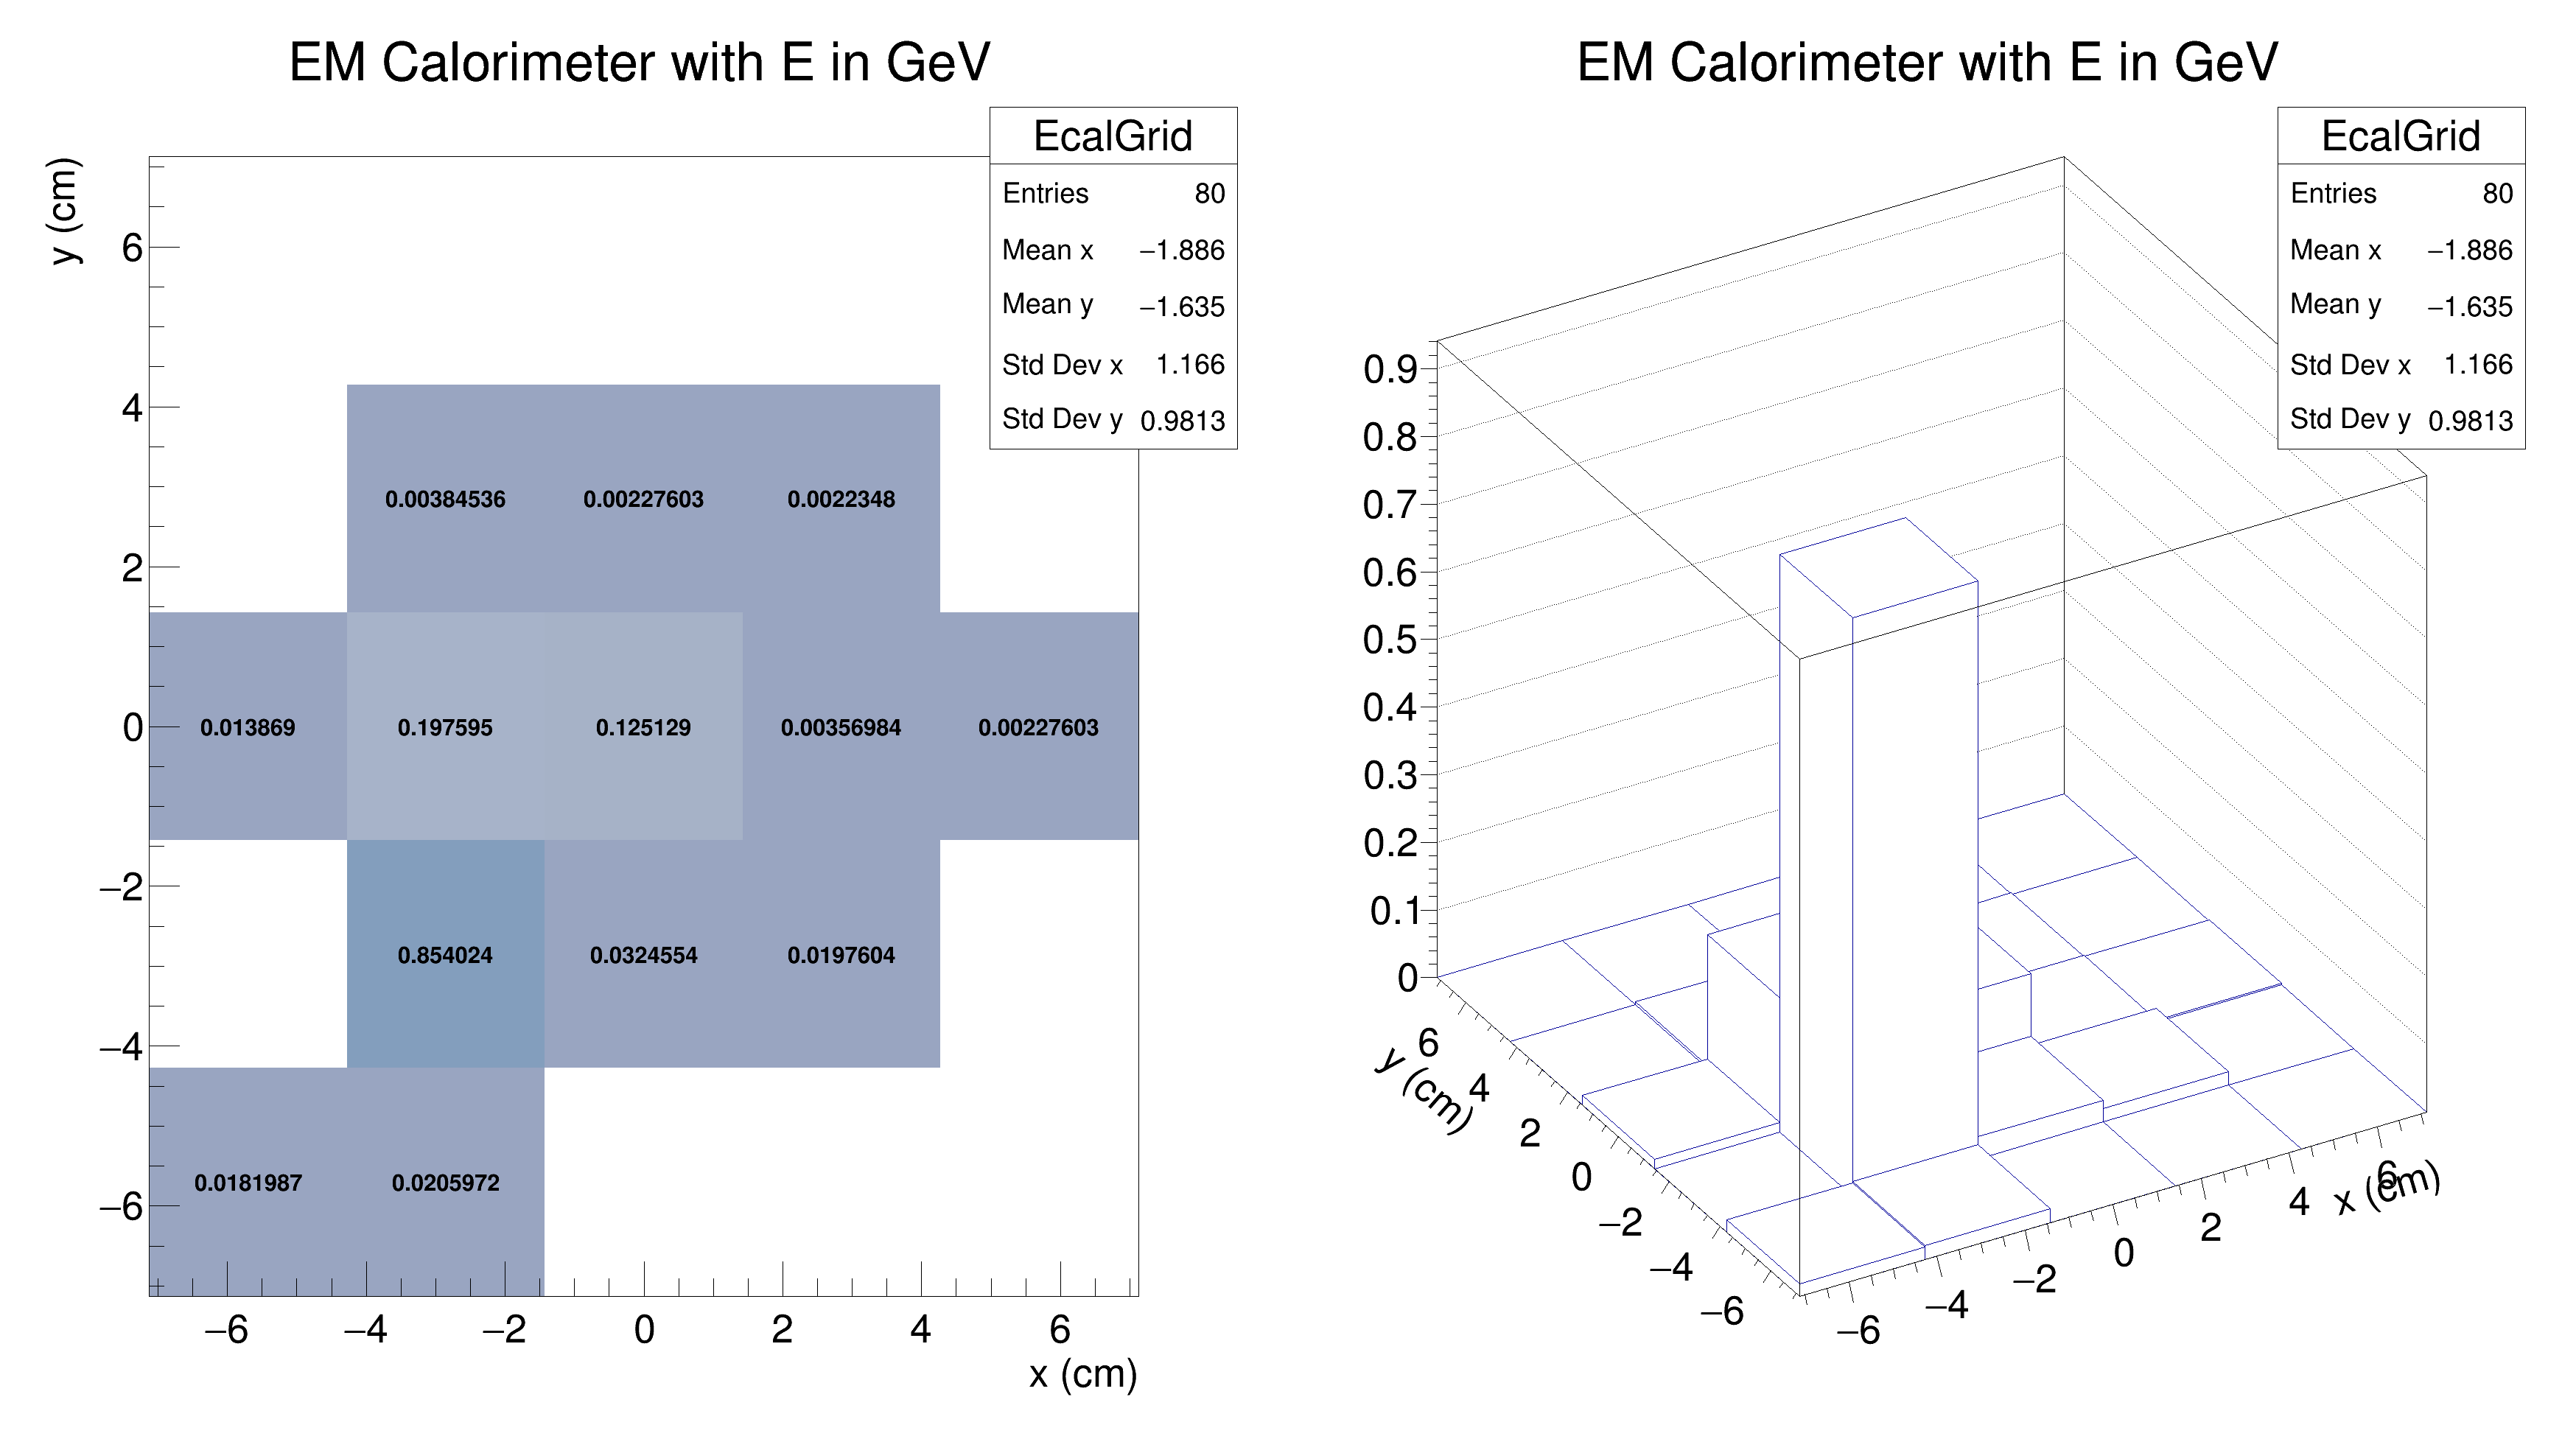 EM Calorimeter with E in GeV
EcalGrid
Entries 80
Mean x −1.886
Mean y −1.635
Std Dev x 1.166
Std Dev y 0.9813
y (cm)
6
4
2
0
−2
−4
−6
0.00384536 0.00227603 0.0022348
0.013869 0.197595 0.125129 0.00356984 0.00227603
0.854024 0.0324554 0.0197604
0.0181987 0.0205972
−6 −4 −2 0 2 4 6
x (cm)
EM Calorimeter with E in GeV
EcalGrid
Entries 80
Mean x −1.886
Mean y −1.635
Std Dev x 1.166
Std Dev y 0.9813
0.9
0.8
0.7
0.6
0.5
0.4
0.3
0.2
0.1
0
y (cm)
6
4
2
0
−2
−4
−6
−6
−4
−2
0
2
4
6
x (cm)